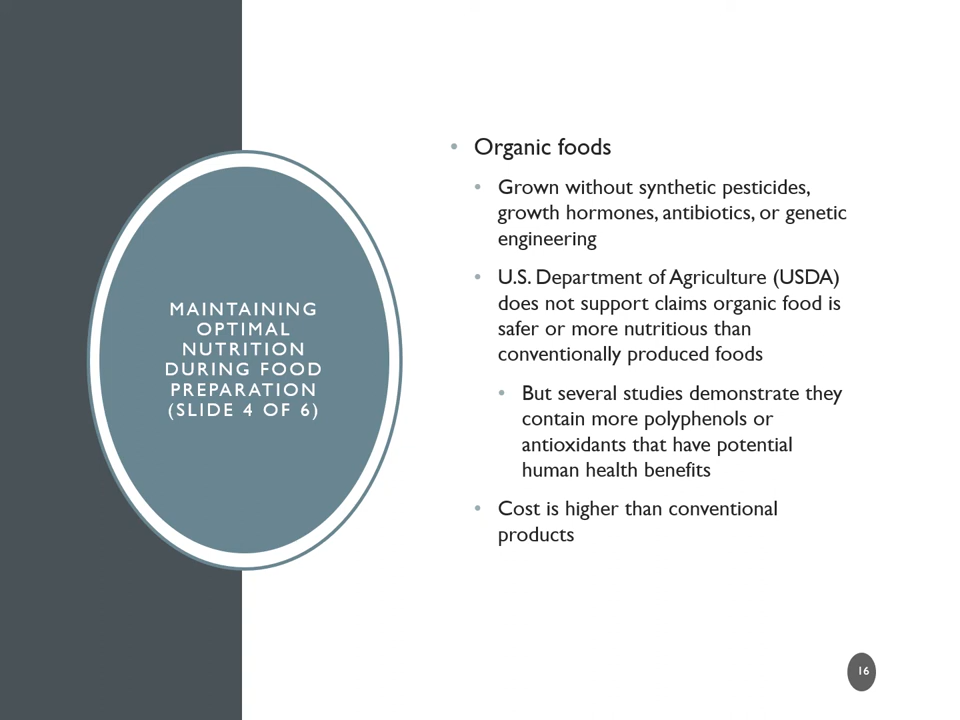 MAINTAINING
OPTIMAL
NUTRITION
DURING FOOD
PREPARATION
(SLIDE 4 OF 6)
• Organic foods
• Grown without synthetic pesticides,
growth hormones, antibiotics, or genetic
engineering
• U.S. Department of Agriculture (USDA)
does not support claims organic food is
safer or more nutritious than
conventionally produced foods
• But several studies demonstrate they
contain more polyphenols or
antioxidants that have potential
human health benefits
• Cost is higher than conventional
products
16